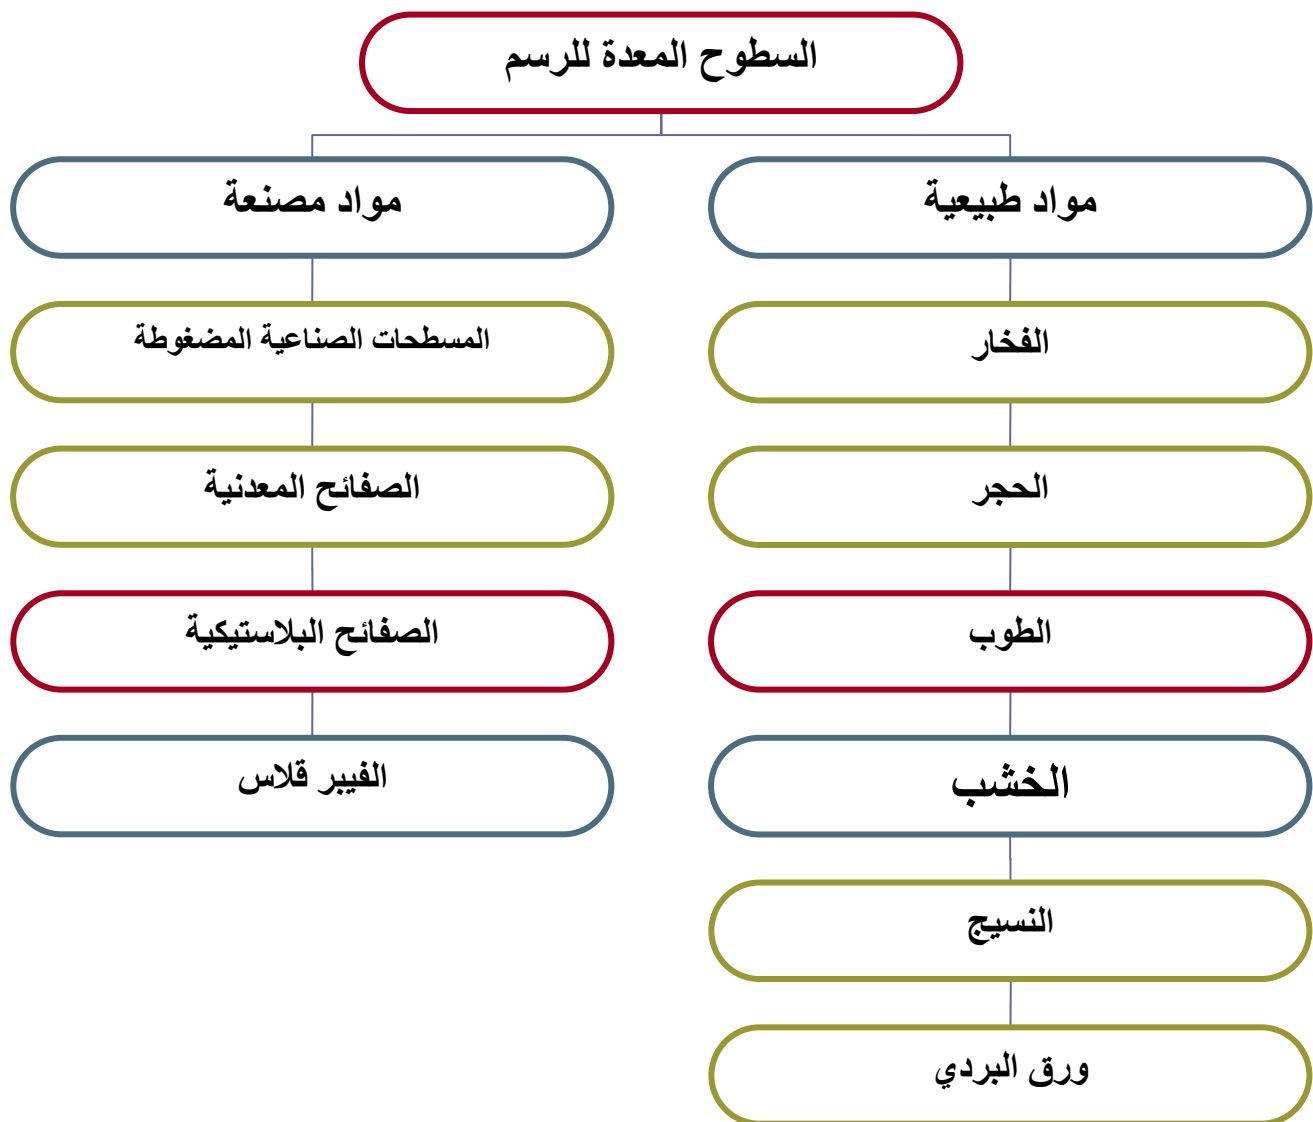 السطوح المعدة للرسم
مواد طبيعية
الفخار
الحجر
الطوب
الخشب
النسيج
ورق البردي
مواد مصنعة
المسطحات الصناعية المضغوطة
الصفائح المعدنية
الصفائح البلاستيكية
الفيبر قلاس